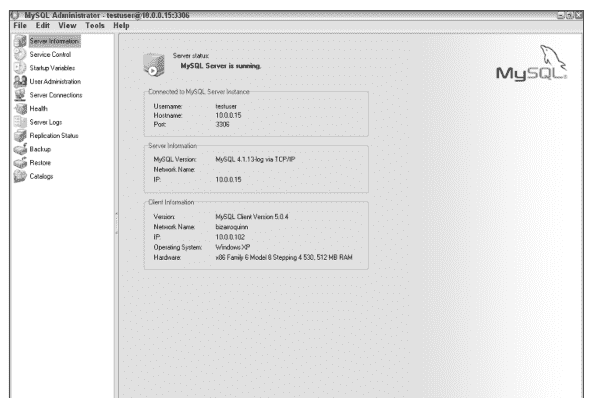 MySQL Administrator - testuser@10.0.0.15:3306
File Edit View Tools Help
Server Information
Service Control
Startup Variables
User Administration
Server Connections
Health
Server Logs
Replication Status
Backup
Restore
Catalogs
Server status:
MySQL Server is running.
Connected to MySQL Server Instance
Username: testuser
Hostname: 10.0.0.15
Port: 3306
Server Information
MySQL Version: MySQL 4.1.13-log via TCP/IP
Network Name:
IP: 10.0.0.15
Client Information
Version: MySQL Client Version 5.0.4
Network Name: bizairoquinn
IP: 10.0.0.102
Operating System: Windows XP
Hardware: x86 Family 6 Model 8 Stepping 4 530, 512 MB RAM
MySQL